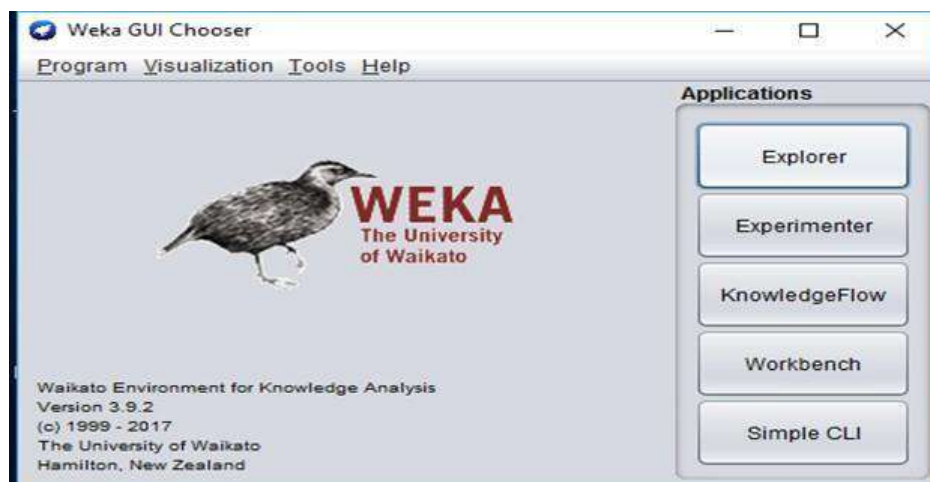 Weka GUI Chooser
Program Visualization Tools Help
Applications
Explorer
Experimenter
KnowledgeFlow
Workbench
Simple CLI
WEKA
The University
of Waikato
Waikato Environment for Knowledge Analysis
Version 3.9.2
(c) 1999 - 2017
The University of Waikato
Hamilton, New Zealand